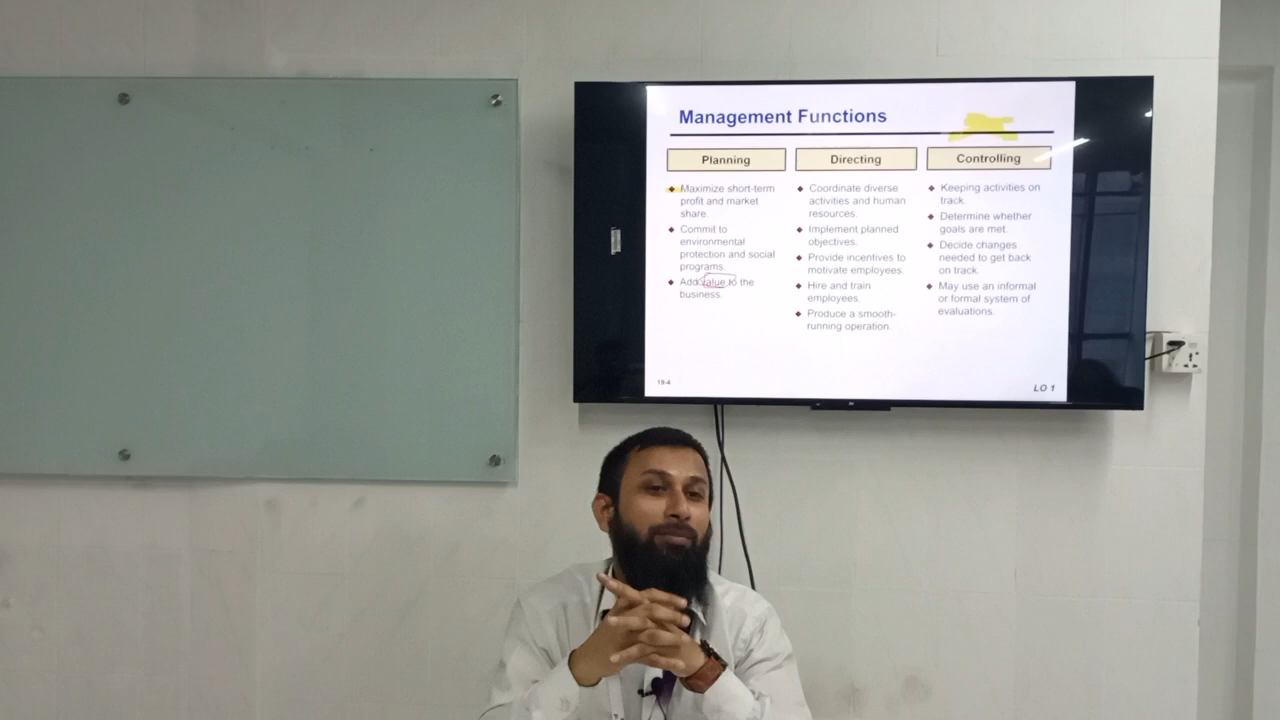 Management Functions
Planning
◆ Maximize short-term
profit and market
share.
◆ Commit to
environmental
protection and social
programs.
◆ Add value to the
business.
Directing
◆ Coordinate diverse
activities and human
resources.
◆ Implement planned
objectives.
◆ Provide incentives to
motivate employees.
◆ Hire and train
employees.
◆ Produce a smooth-
running operation.
Controlling
◆ Keeping activities on
track.
◆ Determine whether
goals are met.
◆ Decide changes
needed to get back
on track.
◆ May use an informal
or formal system of
evaluations.
19-4
LO 1